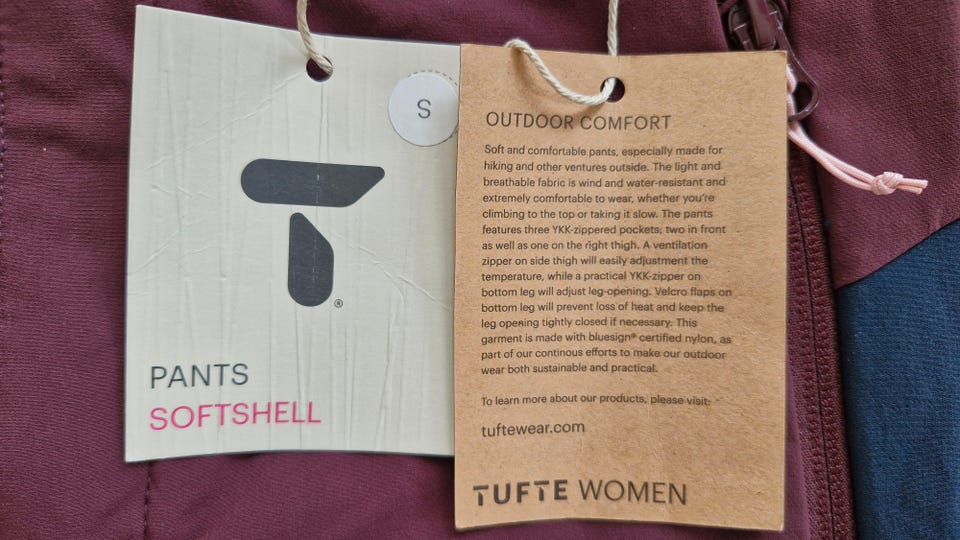 S
T®
PANTS
SOFTSHELL
OUTDOOR COMFORT
Soft and comfortable pants, especially made for
hiking and other ventures outside. The light and
breathable fabric is wind and water-resistant and
extremely comfortable to wear, whether you're
climbing to the top or taking it slow. The pants
features three YKK-zippered pockets; two in front
as well as one on the right thigh. A ventilation
zipper on side thigh will easily adjustment the
temperature, while a practical YKK-zipper on
bottom leg will adjust leg-opening. Velcro flaps on
bottom leg will prevent loss of heat and keep the
leg opening tightly closed if necessary. This
garment is made with bluesign® certified nylon, as
part of our continous efforts to make our outdoor
wear both sustainable and practical.
To learn more about our products, please visit:
tuftewear.com
TUFTE WOMEN